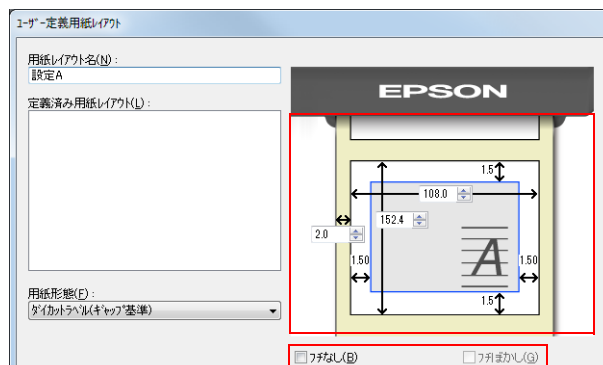 ﾕｰｻﾞｰ定義用紙ﾚｲｱｳﾄ
用紙ﾚｲｱｳﾄ名(N) :
設定A
定義済み用紙ﾚｲｱｳﾄ(L) :
EPSON
1.5
108.0
152.4
2.0
1.50
1.50
A
1.5
用紙形態(F) :
ﾀﾞｲｶｯﾄﾗﾍﾞﾙ(ｷﾞｬｯﾌﾟ基準)
ﾌﾁなし(B)
ﾌﾁぼかし(G)